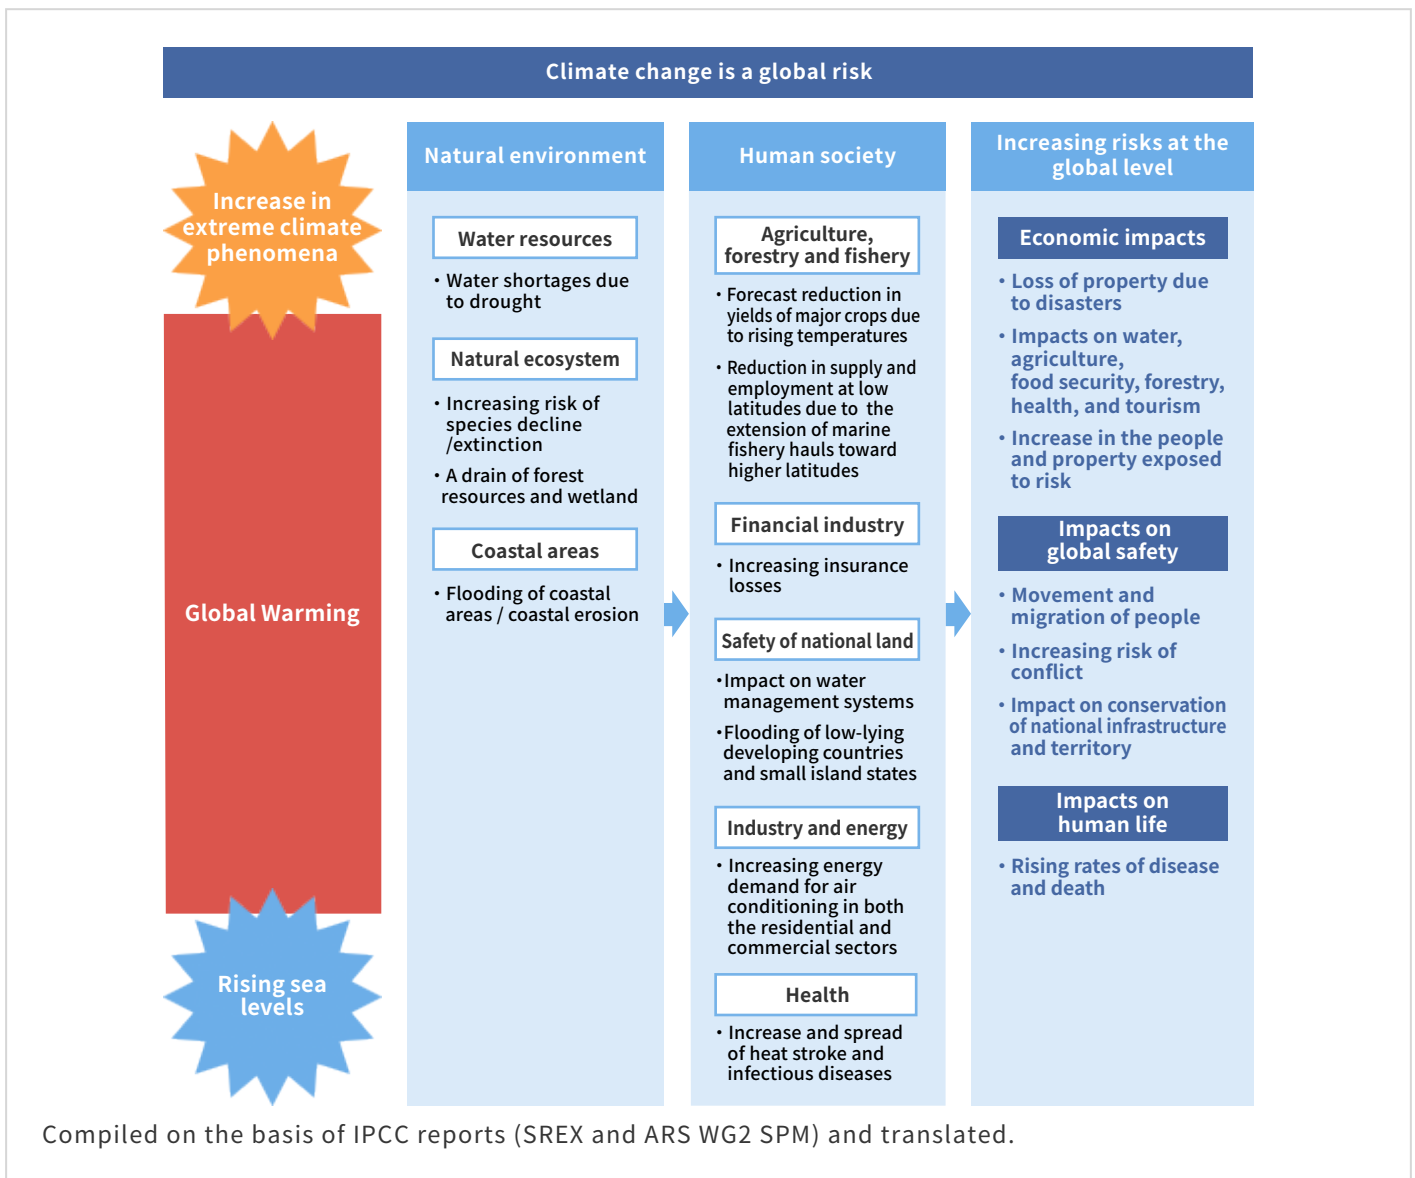 Climate change is a global risk
Increase in
extreme climate
phenomena
Global Warming
Rising sea
levels
Natural environment
Water resources
・Water shortages due
to drought
Natural ecosystem
・Increasing risk of
species decline
/extinction
・A drain of forest
resources and wetland
Coastal areas
・Flooding of coastal
areas / coastal erosion
Human society
Agriculture,
forestry and fishery
・Forecast reduction in
yields of major crops due
to rising temperatures
・Reduction in supply and
employment at low
latitudes due to the
extension of marine
fishery hauls toward
higher latitudes
Financial industry
・Increasing insurance
losses
Safety of national land
・Impact on water
management systems
・Flooding of low-lying
developing countries
and small island states
Industry and energy
・Increasing energy
demand for air
conditioning in both
the residential and
commercial sectors
Health
・Increase and spread
of heat stroke and
infectious diseases
Increasing risks at the
global level
Economic impacts
・Loss of property due
to disasters
・Impacts on water,
agriculture,
food security, forestry,
health, and tourism
・Increase in the people
and property exposed
to risk
Impacts on
global safety
・Movement and
migration of people
・Increasing risk of
conflict
・Impact on conservation
of national infrastructure
and territory
Impacts on
human life
・Rising rates of disease
and death
Compiled on the basis of IPCC reports (SREX and ARS WG2 SPM) and translated.